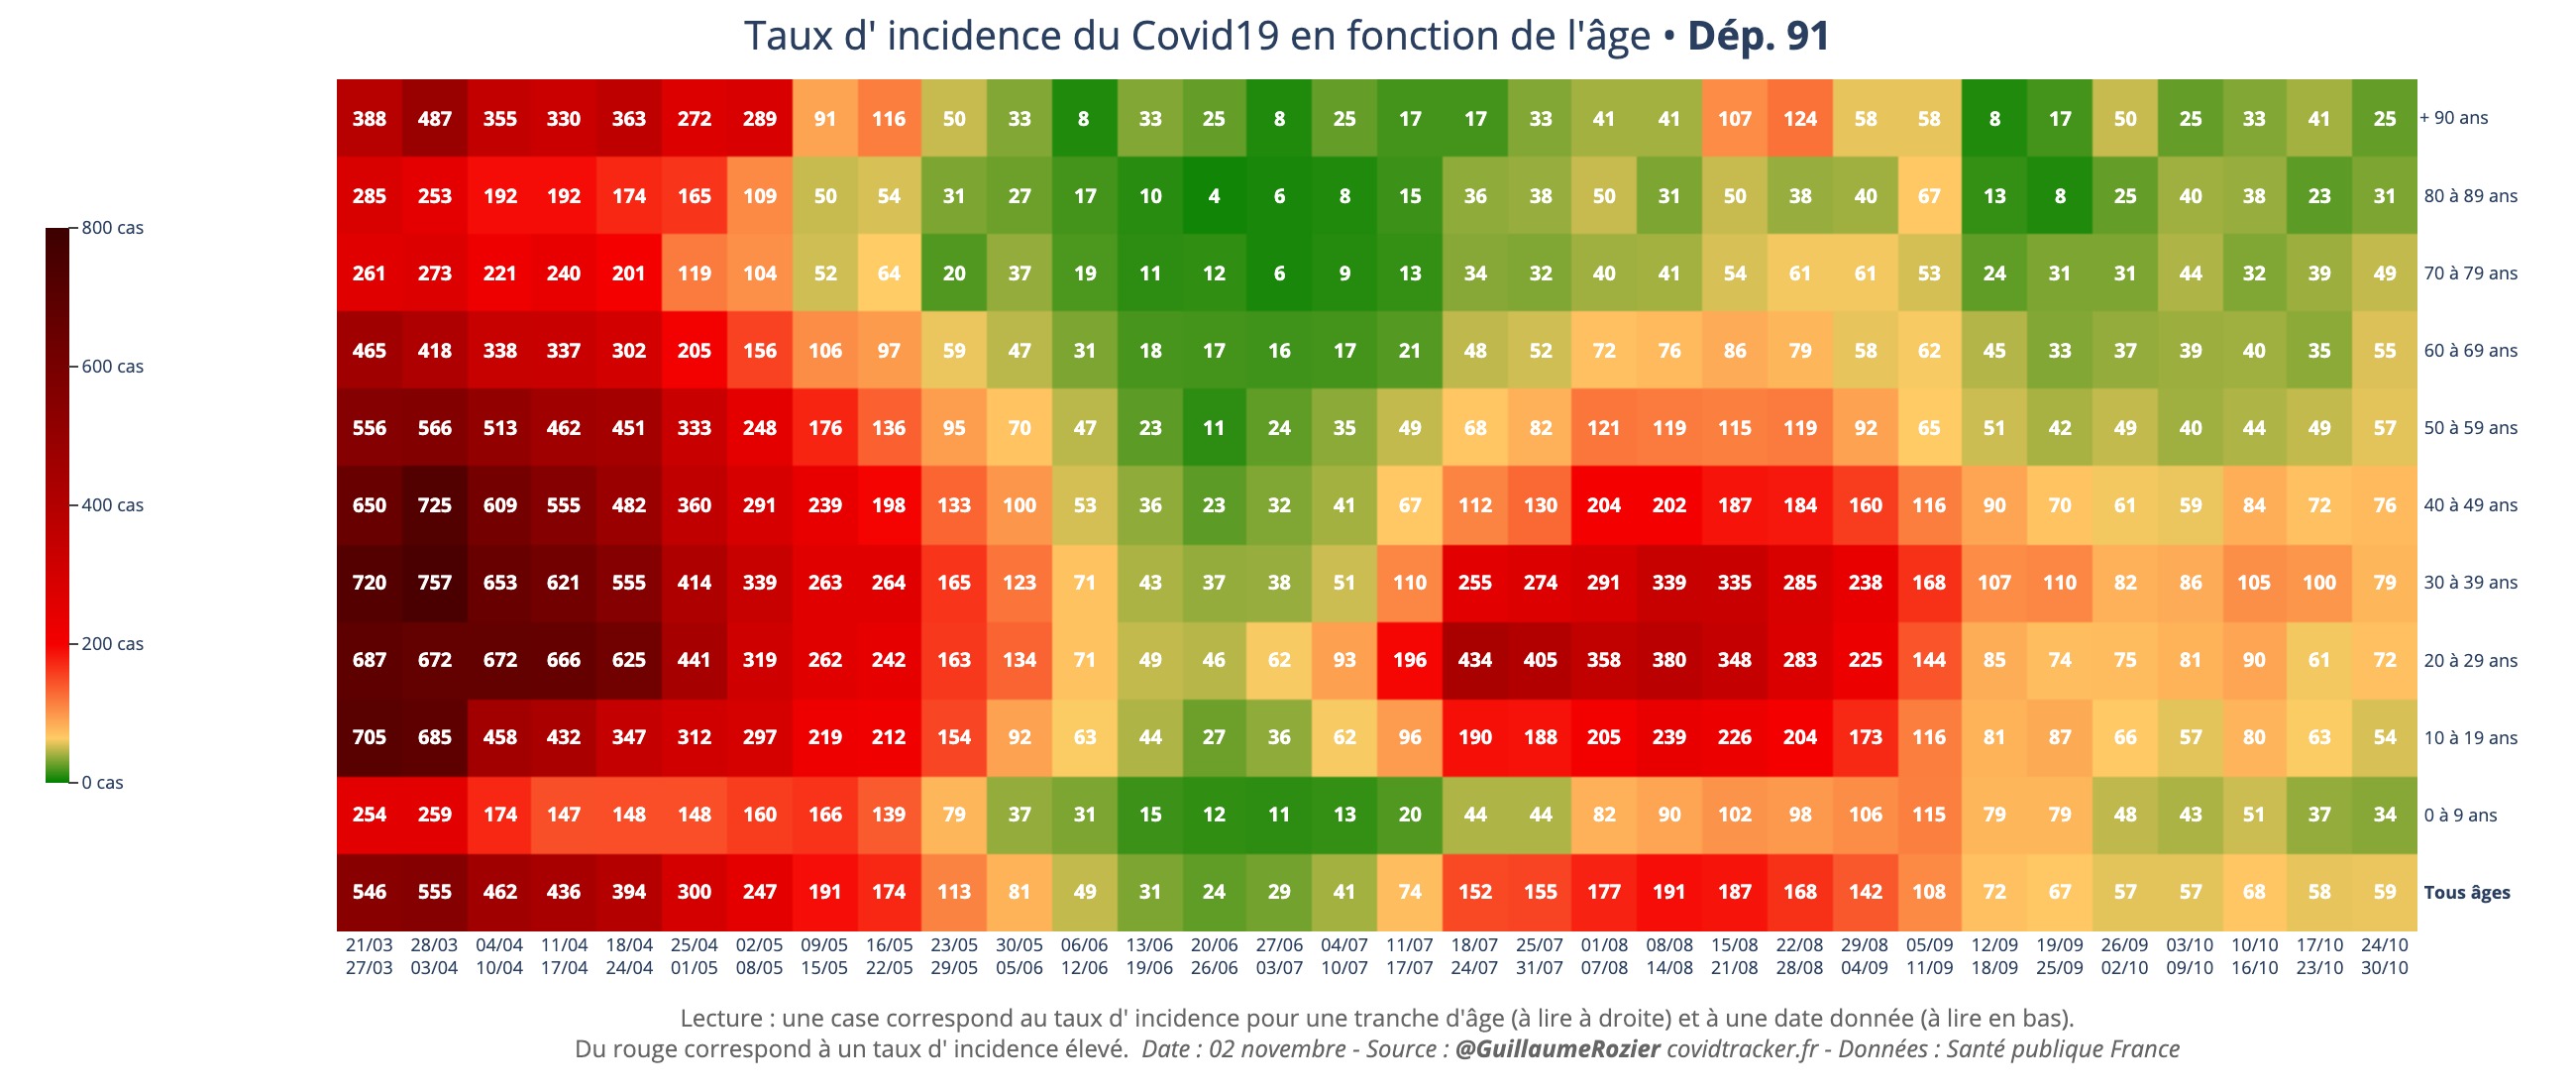 Taux d' incidence du Covid19 en fonction de l'âge • Dép. 91
388 487 355 330 363 272 289 91 116 50 33 8 33 25 8 25 17 17 33 41 41 107 124 58 58 8 17 50 25 33 41 25 + 90 ans
285 253 192 192 174 165 109 50 54 31 27 17 10 4 6 8 15 36 38 50 31 50 38 40 67 13 8 25 40 38 23 31 80 à 89 ans
800 cas
261 273 221 240 201 119 104 52 64 20 37 19 11 12 6 9 13 34 32 40 41 54 61 61 53 24 31 31 44 32 39 49 70 à 79 ans
465 418 338 337 302 205 156 106 97 59 47 31 18 17 16 17 21 48 52 72 76 86 79 58 62 45 33 37 39 40 35 55 60 à 69 ans
600 cas
556 566 513 462 451 333 248 176 136 95 70 47 23 11 24 35 49 68 82 121 119 115 119 92 65 51 42 49 40 44 49 57 50 à 59 ans
400 cas
650 725 609 555 482 360 291 239 198 133 100 53 36 23 32 41 67 112 130 204 202 187 184 160 116 90 70 61 59 84 72 76 40 à 49 ans
720 757 653 621 555 414 339 263 264 165 123 71 43 37 38 51 110 255 274 291 339 335 285 238 168 107 110 82 86 105 100 79 30 à 39 ans
200 cas
687 672 672 666 625 441 319 262 242 163 134 71 49 46 62 93 196 434 405 358 380 348 283 225 144 85 74 75 81 90 61 72 20 à 29 ans
705 685 458 432 347 312 297 219 212 154 92 63 44 27 36 62 96 190 188 205 239 226 204 173 116 81 87 66 57 80 63 54 10 à 19 ans
0 cas
254 259 174 147 148 148 160 166 139 79 37 31 15 12 11 13 20 44 44 82 90 102 98 106 115 79 79 48 43 51 37 34 0 à 9 ans
546 555 462 436 394 300 247 191 174 113 81 49 31 24 29 41 74 152 155 177 191 187 168 142 108 72 67 57 57 68 58 59 Tous âges
21/03 28/03 04/04 11/04 18/04 25/04 02/05 09/05 16/05 23/05 30/05 06/06 13/06 20/06 27/06 04/07 11/07 18/07 25/07 01/08 08/08 15/08 22/08 29/08 05/09 12/09 19/09 26/09 03/10 10/10 17/10 24/10
27/03 03/04 10/04 17/04 24/04 01/05 08/05 15/05 22/05 29/05 05/06 12/06 19/06 26/06 03/07 10/07 17/07 24/07 31/07 07/08 14/08 21/08 28/08 04/09 11/09 18/09 25/09 02/10 09/10 16/10 23/10 30/10
Lecture : une case correspond au taux d' incidence pour une tranche d'âge (à lire à droite) et à une date donnée (à lire en bas).
Du rouge correspond à un taux d' incidence élevé. Date : 02 novembre - Source : @GuillaumeRozier covidtracker.fr - Données : Santé publique France